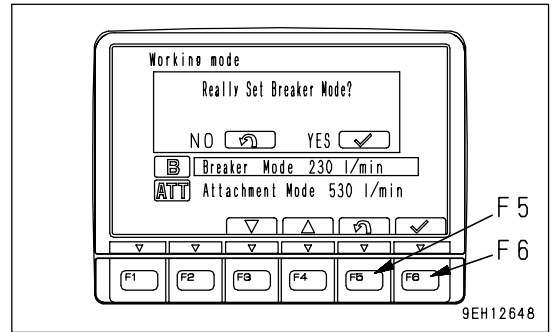 Working mode
Really Set Breaker Mode?
NO YES
B Breaker Mode 230 l/min
ATT Attachment Mode 530 l/min
F5
F6
F1 F2 F3 F4 F5 F6
9EH12648